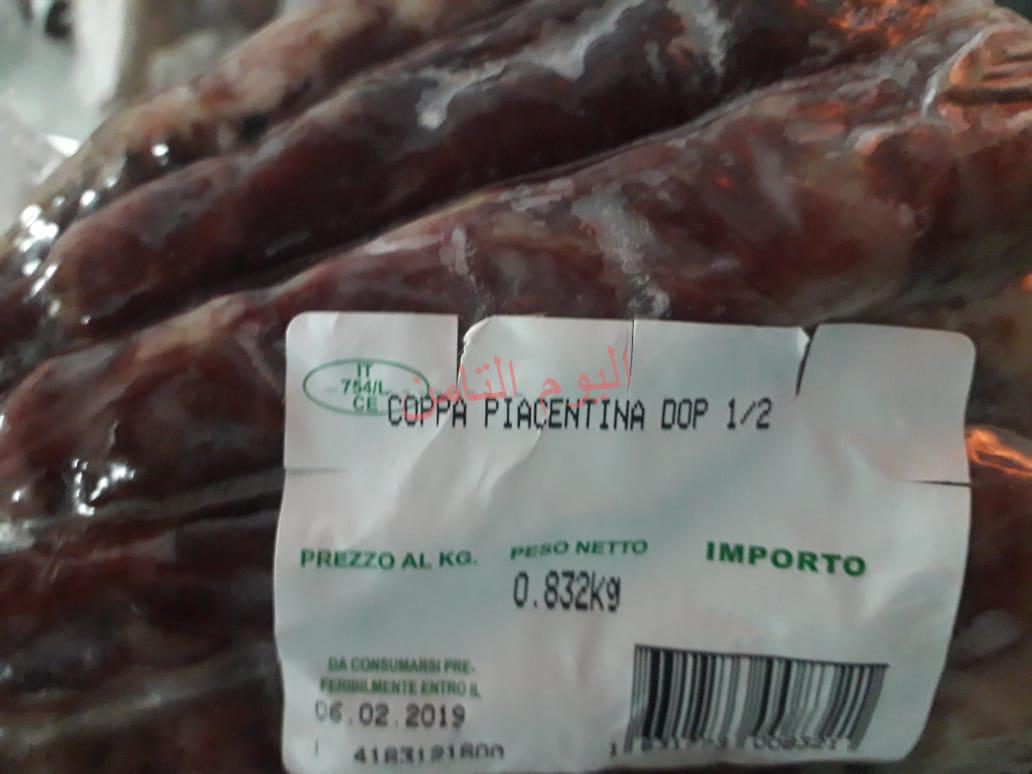 IT
754/L
CE
اليوم الثامن
COPPA PIACENTINA DOP 1/2
PREZZO AL KG.
PESO NETTO
IMPORTO
0.832kg
DA CONSUMARSI PRE-
FERIBILMENTE ENTRO IL
06.02.2019
4183121800